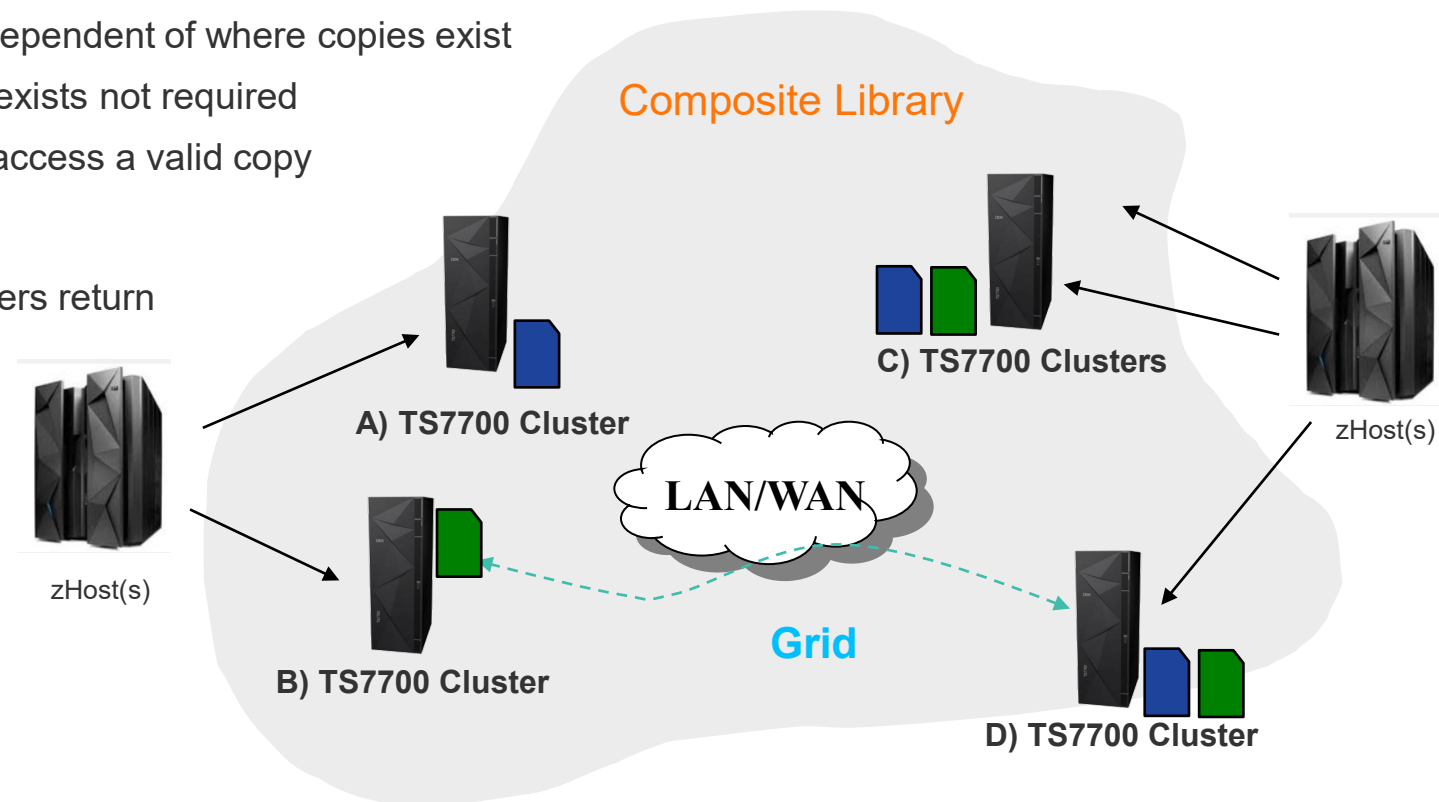 ependent of where copies exist
exists not required
access a valid copy
ers return
Composite Library
C) TS7700 Clusters
zHost(s)
A) TS7700 Cluster
LAN/WAN
zHost(s)
B) TS7700 Cluster
Grid
D) TS7700 Cluster